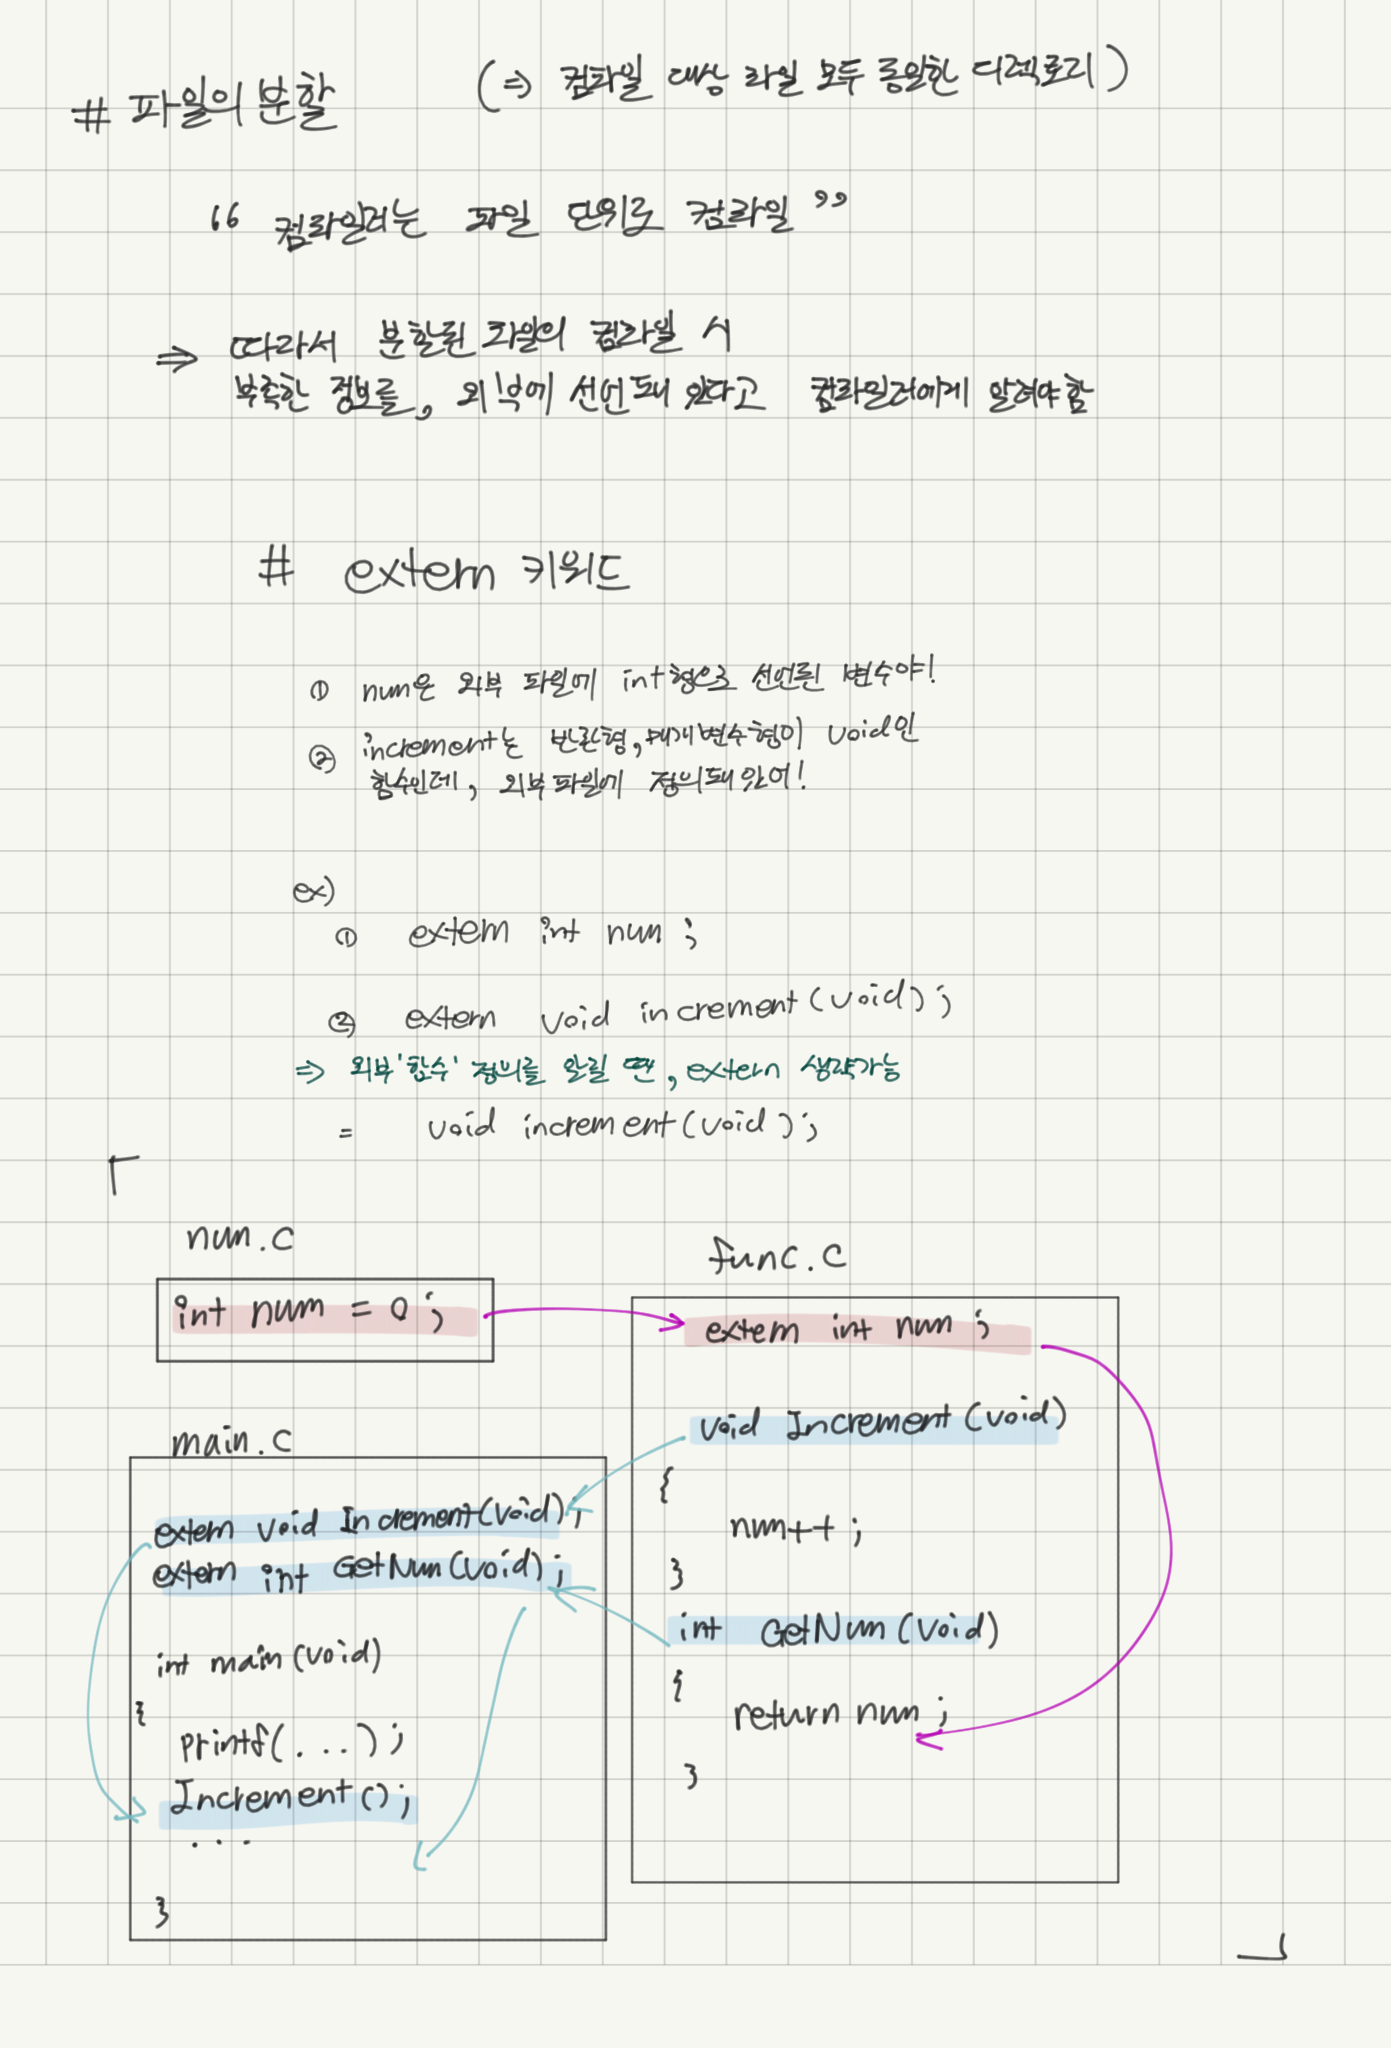 # 파일의 분할 (⇒ 컴파일 대상 파일 모두 동일한 디렉토리)
“ 컴파일러는 파일 단위로 컴파일 ”
⇒ 따라서 분할된 파일의 컴파일 시
부족한 정보를, 외부에 선언돼 있다고 컴파일러에게 알려야함
# extern 키워드
① num은 외부 파일에 int형으로 선언된 변수야!
② increment는 반환형, 매개변수형이 void인
함수인데, 외부파일에 정의돼있어!
ex)
① extern int num ;
② extern void increment(void);
⇒ 외부 '함수' 정의를 알릴 땐, extern 생략가능
= void increment(void);
num.c
int num = 0 ;
main.c
extern void Increment(void);
extern int GetNum(void);
int main(void)
{
printf(...);
Increment();
...
}
func.c
extern int num ;
void Increment(void)
{
num++ ;
}
int GetNum(void)
{
return num ;
}